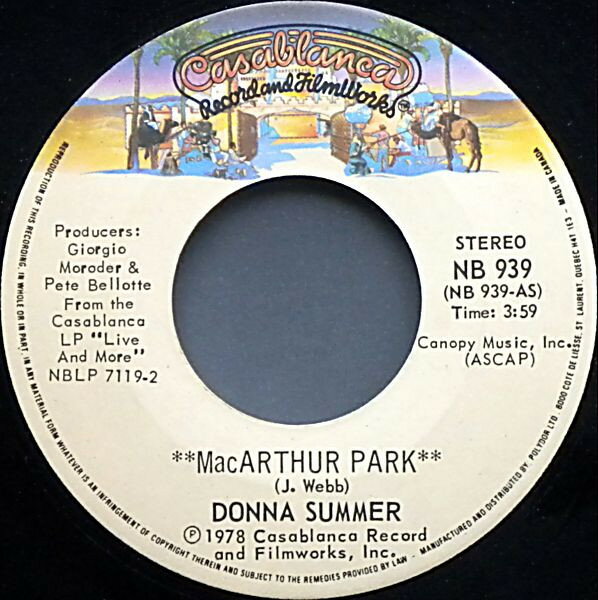 Casablanca
Record and FilmWorks
TM
Producers:
Giorgio
Morader &
Pete Bellotte
From the
Casablanca
LP "Live
And More"
NBLP 7119-2
STEREO
NB 939
(NB 939-AS)
Time: 3:59
Canopy Music, Inc.
(ASCAP)
**MacARTHUR PARK**
(J. Webb)
DONNA SUMMER
Ⓟ 1978 Casablanca Record
and Filmworks, Inc.
REPRODUCTION OF THIS RECORDING, IN WHOLE OR IN PART, IN ANY MATERIAL FORM WHATEVER IS AN INFRINGEMENT OF COPYRIGHT THEREIN AND SUBJECT TO THE REMEDIES PROVIDED BY LAW - MANUFACTURED AND DISTRIBUTED BY, POLYDOR LTD. 6000 COTE DE LIESSE, ST LAURENT, QUEBEC H4T 1E3 - MADE IN CANADA